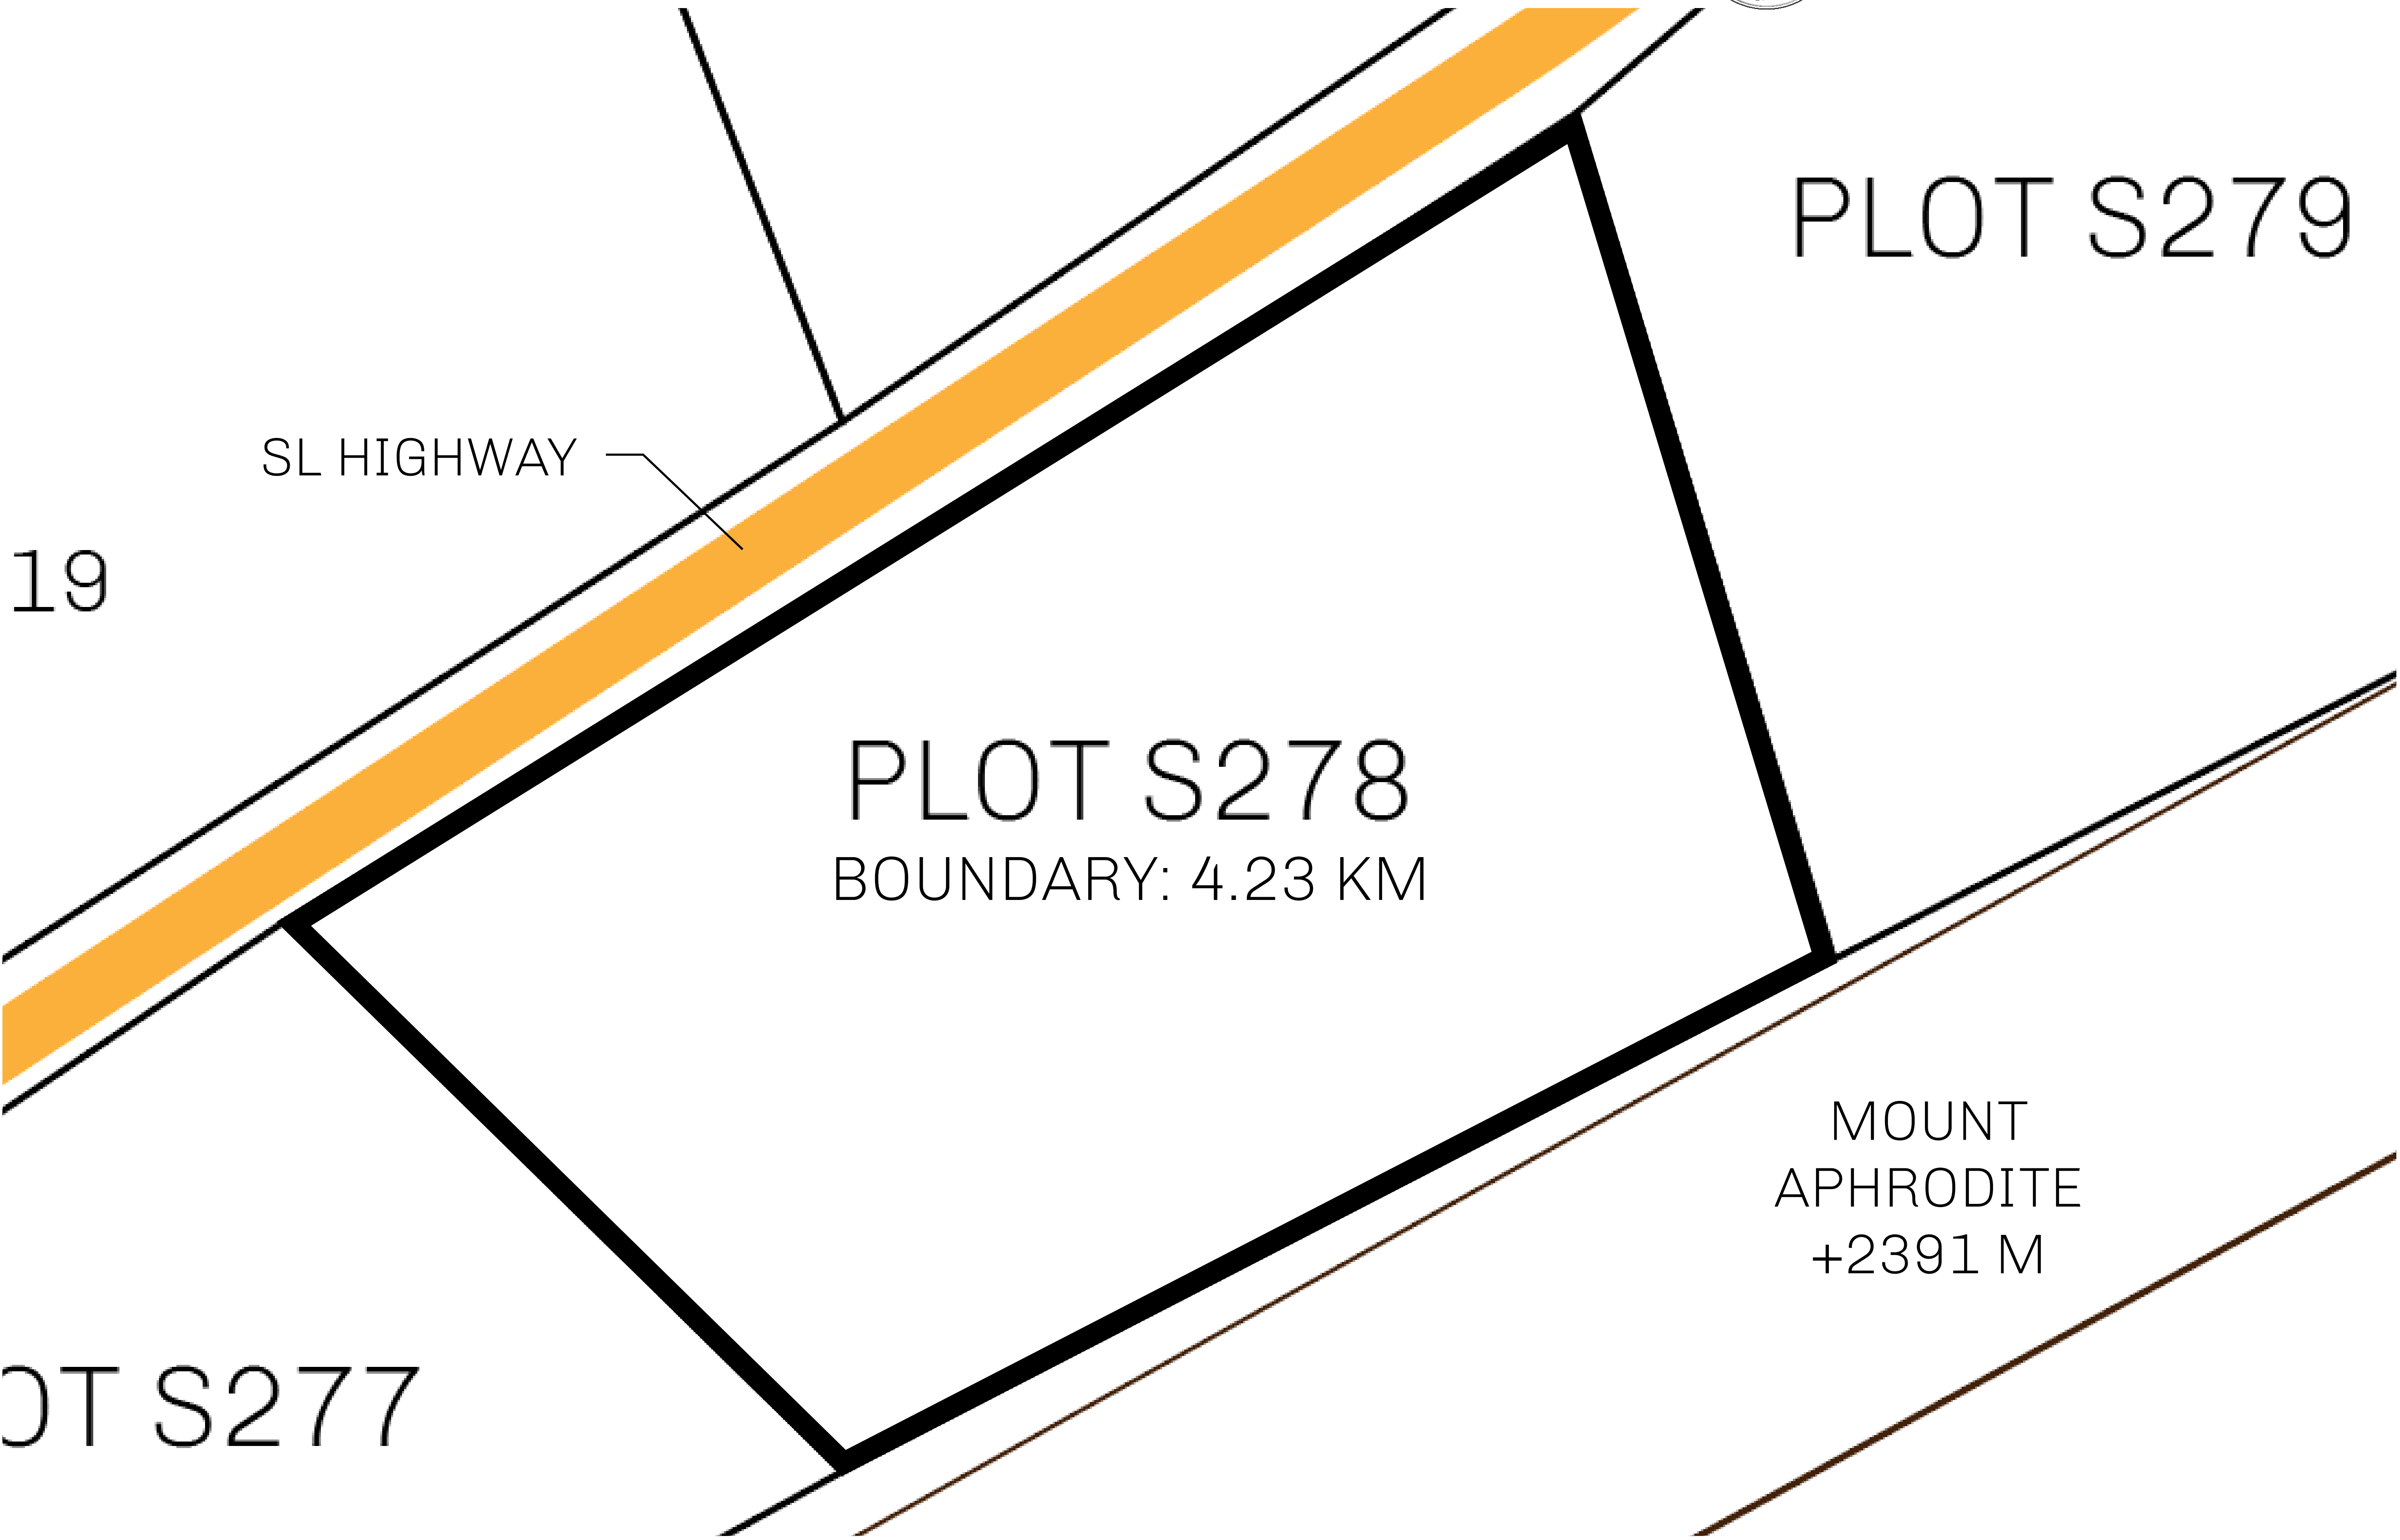 PLOT S279
SL HIGHWAY
19
PLOT S278
BOUNDARY: 4.23 KM
MOUNT
APHRODITE
+2391 M
OT S277